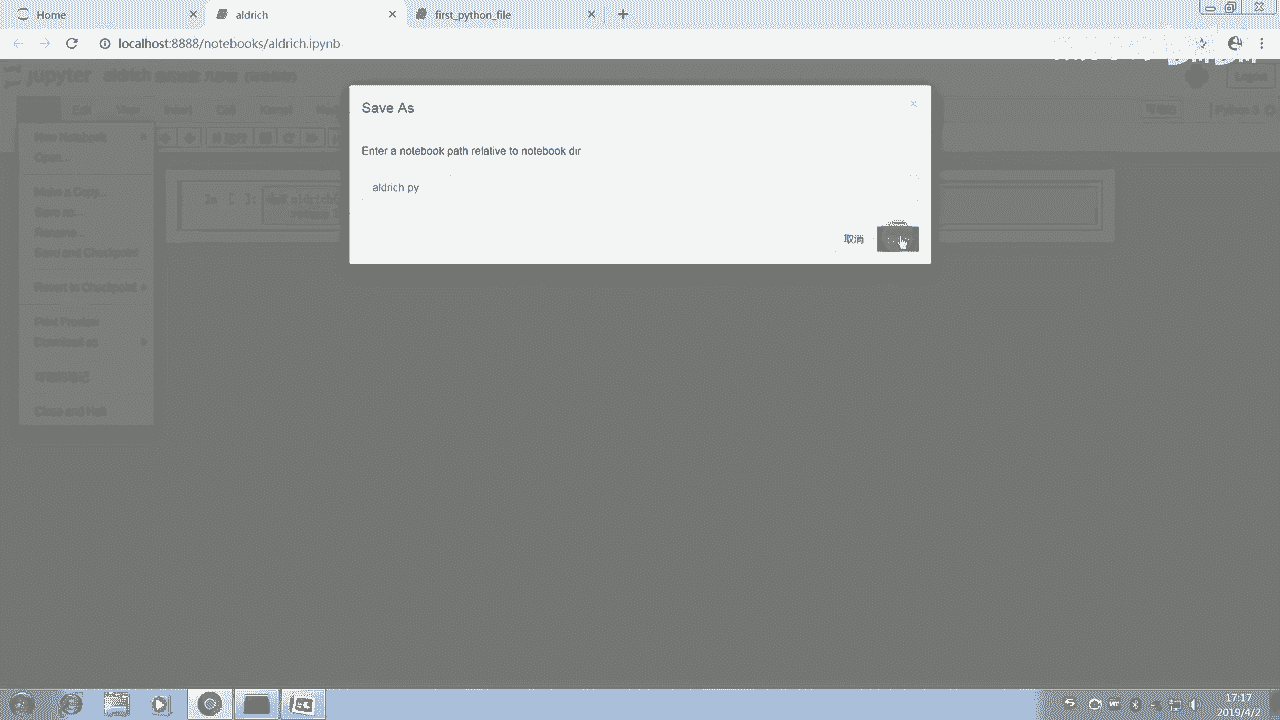 Home
aldrich
first_python_file
localhost:8888/notebooks/aldrich.ipynb
jupyter aldrich
Logout
Edit View Insert Cell Kernel
Python 3
Save As
Enter a notebook path relative to notebook dir
aldrich py
取消
New Notebook
Open...
Make a Copy...
Save as...
Rename...
Save and Checkpoint
Revert to Checkpoint
Print Preview
Download as
Close and Halt
In [ ]:
17:17
2019/4/2